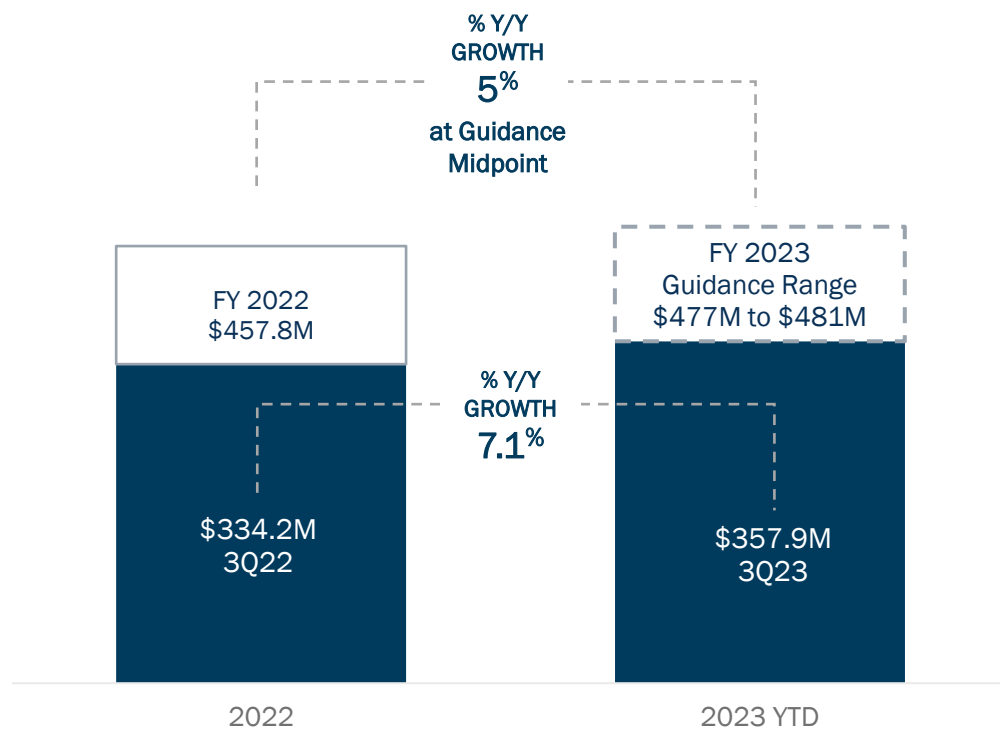 % Y/Y
GROWTH
5%
at Guidance
Midpoint
FY 2022
$457.8M
FY 2023
Guidance Range
$477M to $481M
% Y/Y
GROWTH
7.1%
$334.2M
3Q22
$357.9M
3Q23
2022
2023 YTD